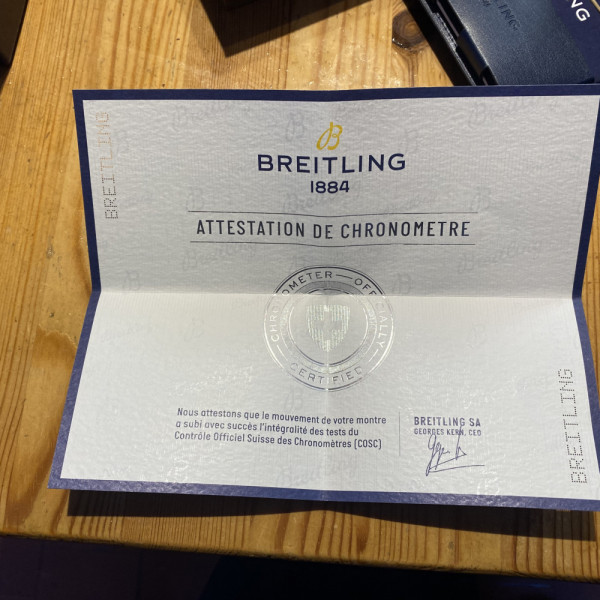 B
BREITLING
1884
ATTESTATION DE CHRONOMETRE
CHRONOMETER OFFICIALLY
CERTIFIED
Nous attestons que le mouvement de votre montre
a subi avec succès l'intégralité des tests du
Contrôle Officiel Suisse des Chronomètres (COSC)
BREITLING SA
GEORGES KERN, CEO
BREITLING
BREITLING